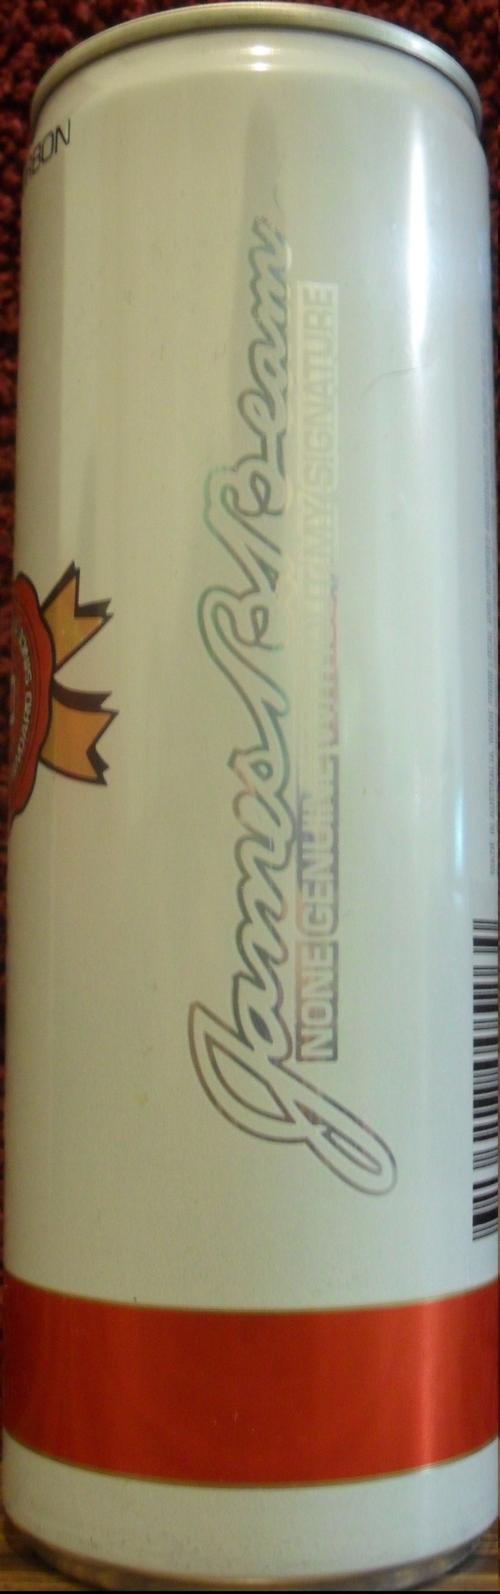 RBON
James B. Beam
NONE GENUINE WITHOUT MY SIGNATURE